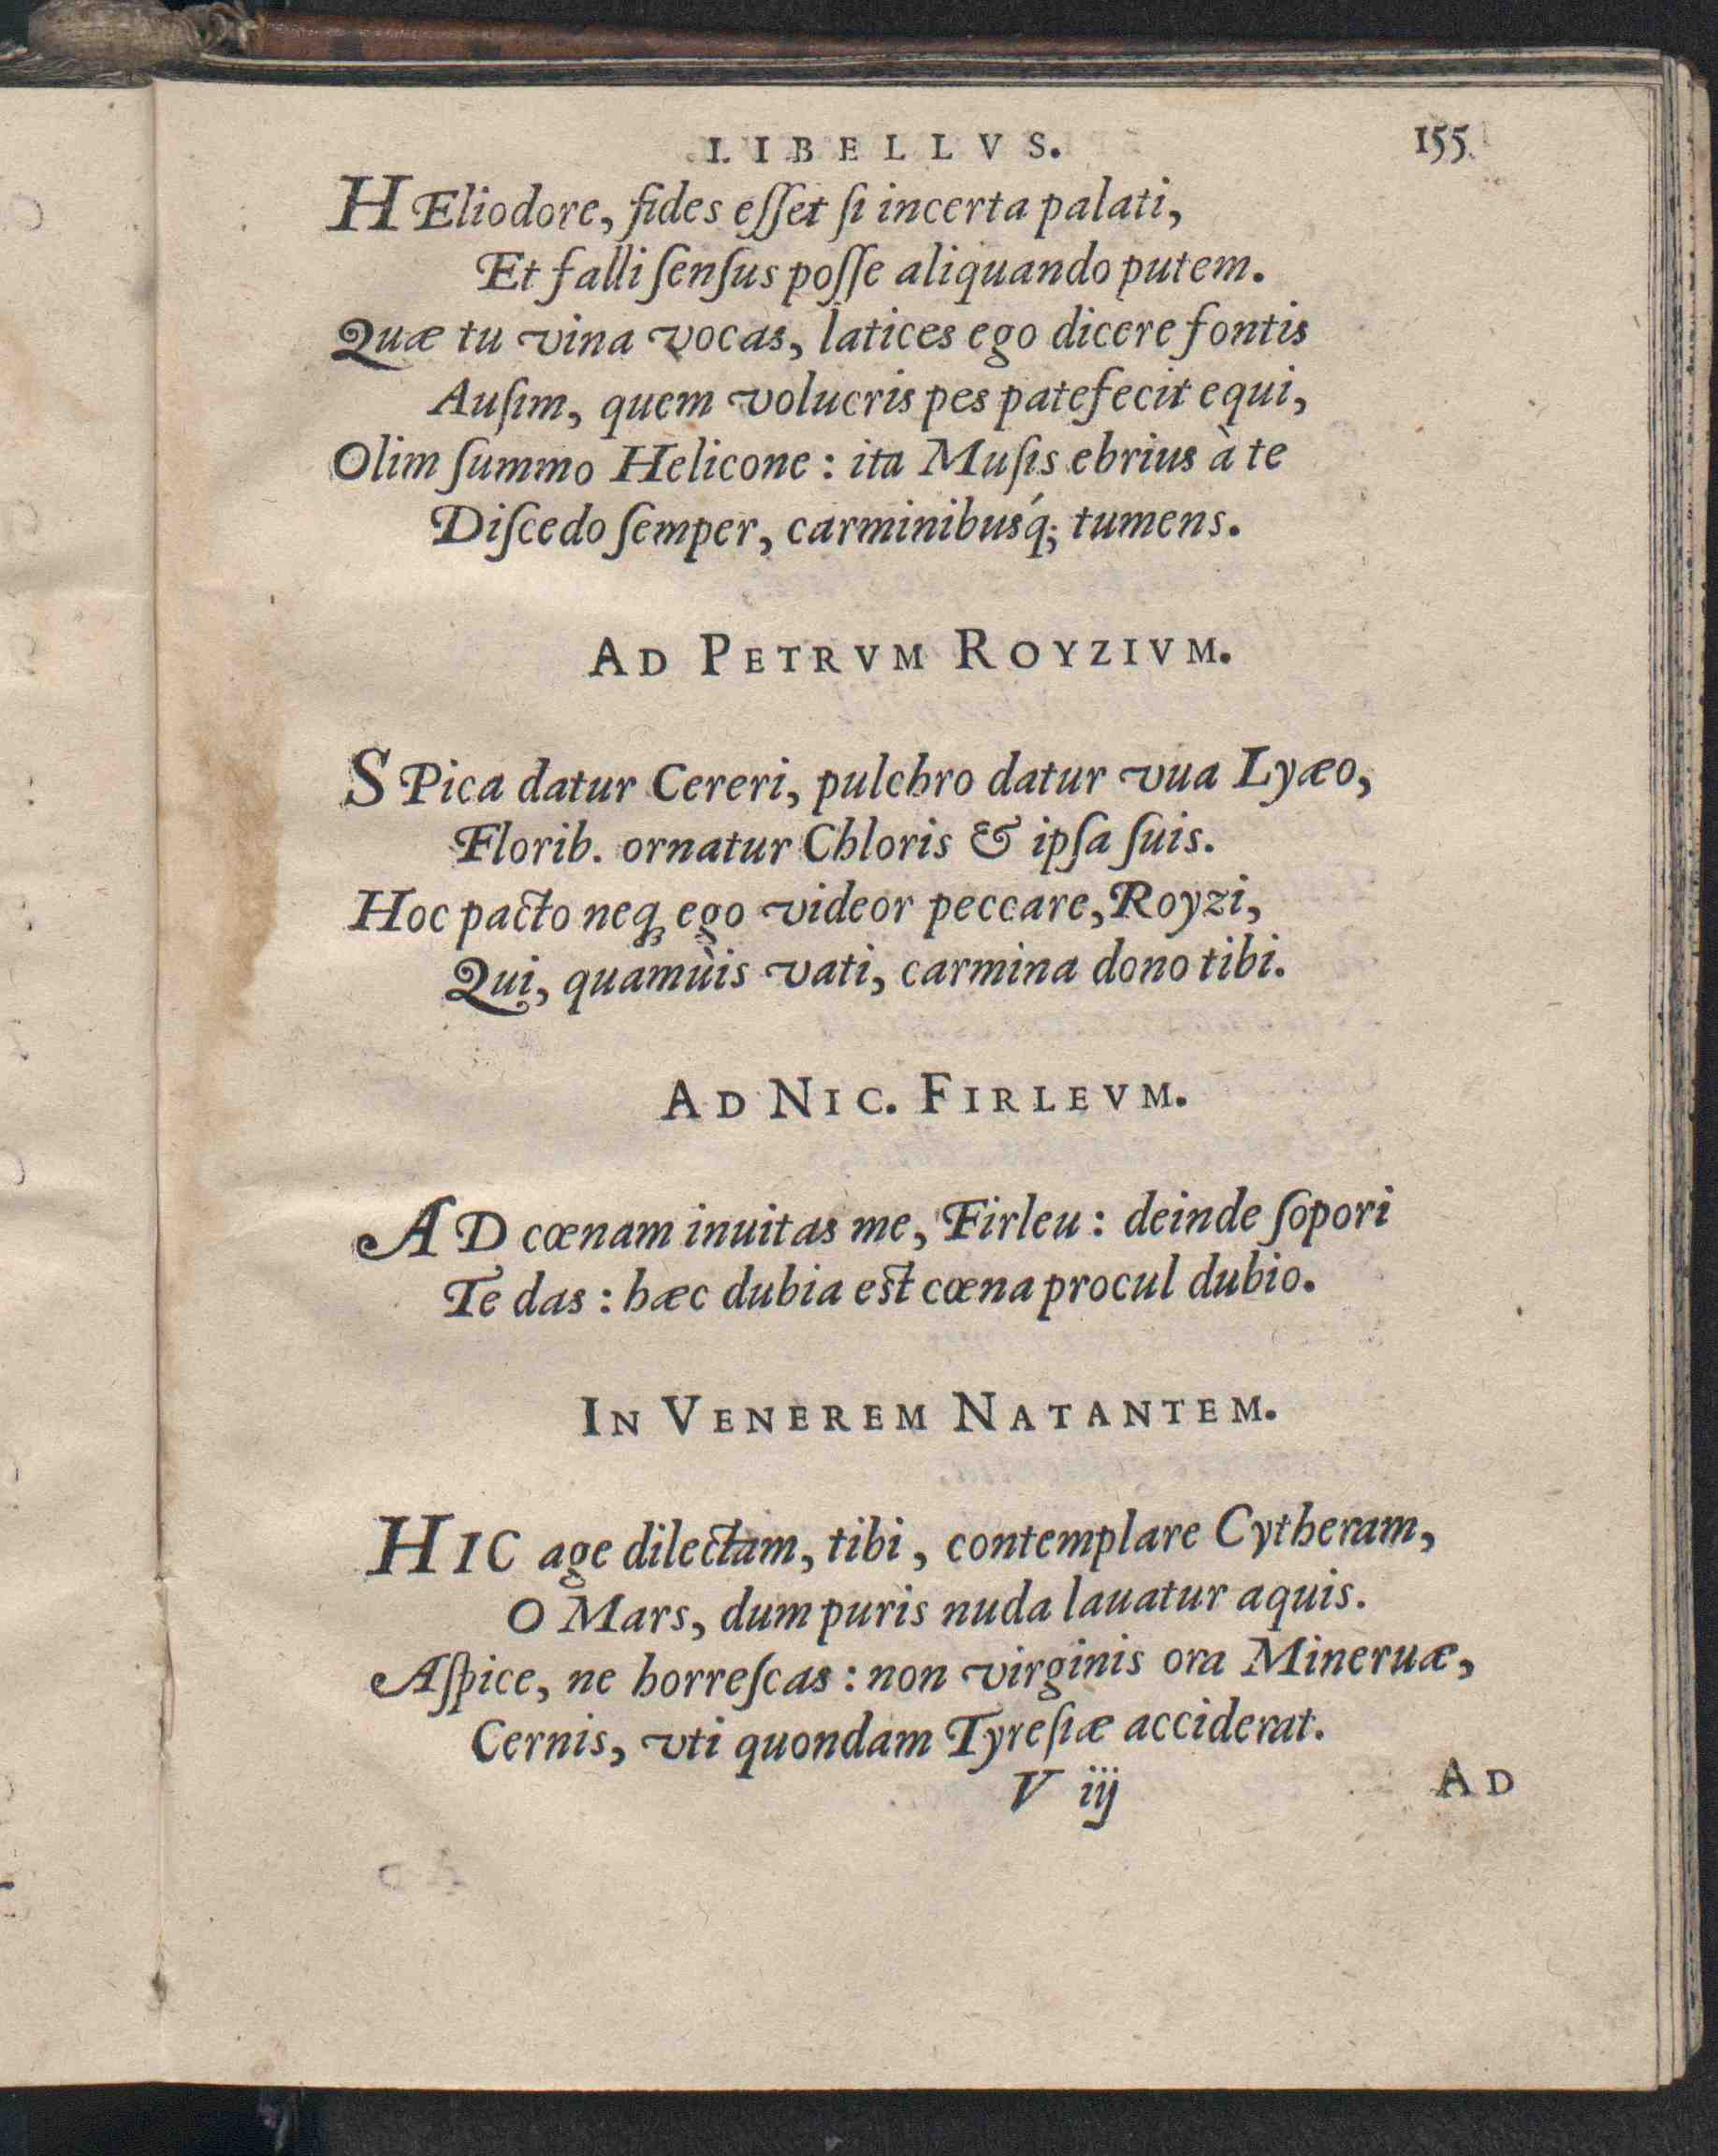 LIBELLVS. 155
HEliodore, fides eſſet ſi incerta palati,
Et falli ſenſus poſſe aliquando putem.
Quæ tu vina vocas, latices ego dicere fontis
Auſim, quem volucris pes patefecit equi,
Olim ſummo Helicone: ita Muſis ebrius à te
Diſcedo ſemper, carminibusq́; tumens.
AD PETRVM ROYZIVM.
SPica datur Cereri, pulchro datur vua Lyæo,
Florib. ornatur Chloris & ipſa ſuis.
Hoc pacto neqꝫ ego videor peccare, Royzi,
Qui, quamuis vati, carmina dono tibi.
AD NIC. FIRLEVM.
AD cœnam inuitas me, Firleu: deinde ſopori
Te das: hæc dubia est cœna procul dubio.
IN VENEREM NATANTEM.
HIC age dilectam, tibi, contemplare Cytheram,
O Mars, dum puris nuda lauatur aquis.
Aſpice, ne horreſcas: non virginis ora Mineruæ,
Cernis, vti quondam Tyreſiæ acciderat.
V iij AD